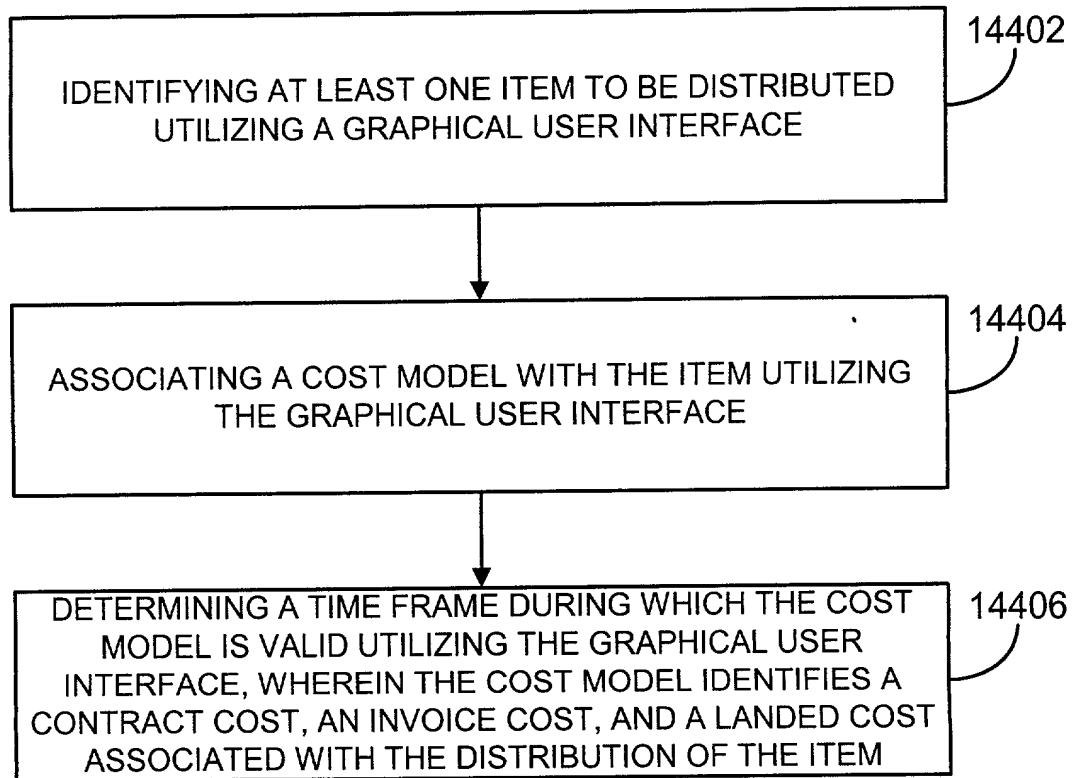 14402
IDENTIFYING AT LEAST ONE ITEM TO BE DISTRIBUTED
UTILIZING A GRAPHICAL USER INTERFACE
14404
ASSOCIATING A COST MODEL WITH THE ITEM UTILIZING
THE GRAPHICAL USER INTERFACE
14406
DETERMINING A TIME FRAME DURING WHICH THE COST
MODEL IS VALID UTILIZING THE GRAPHICAL USER
INTERFACE, WHEREIN THE COST MODEL IDENTIFIES A
CONTRACT COST, AN INVOICE COST, AND A LANDED COST
ASSOCIATED WITH THE DISTRIBUTION OF THE ITEM